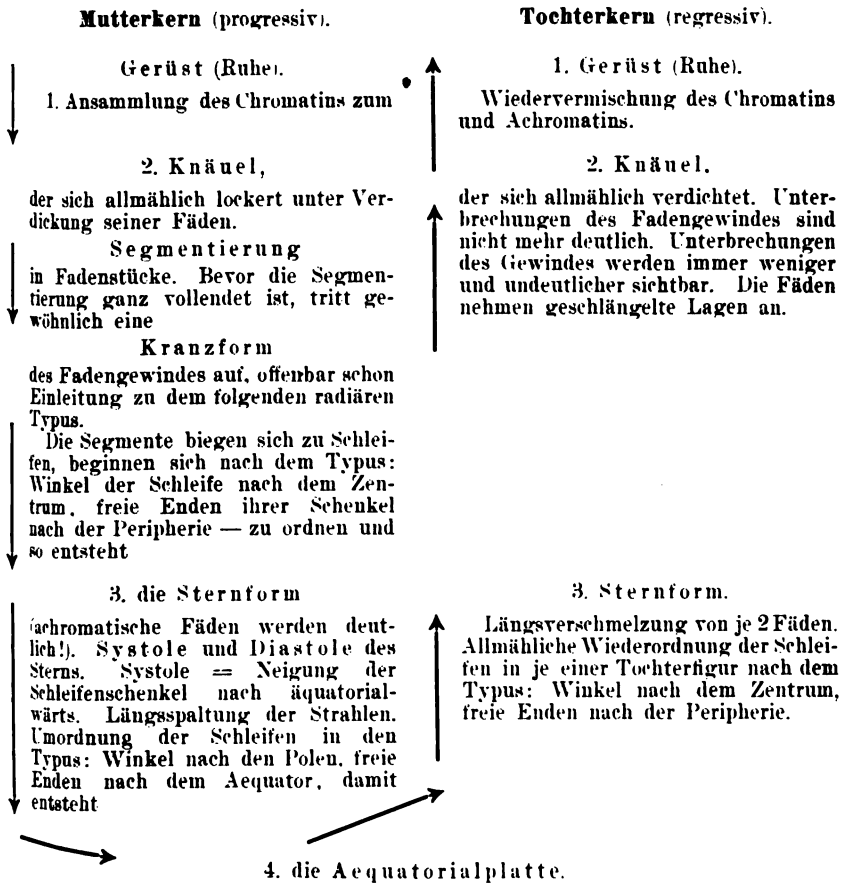 Mutterkern (progressiv).
Gerüst (Ruhe).
1. Ansammlung des Chromatins zum
2. Knäuel,
der sich allmählich lockert unter Ver-
dickung seiner Fäden.
Segmentierung
in Fadenstücke. Bevor die Segmen-
tierung ganz vollendet ist, tritt ge-
wöhnlich eine
Kranzform
des Fadengewindes auf, offenbar schon
Einleitung zu dem folgenden radiären
Typus.
Die Segmente biegen sich zu Schlei-
fen, beginnen sich nach dem Typus:
Winkel der Schleife nach dem Zen-
trum, freie Enden ihrer Schenkel
nach der Peripherie — zu ordnen und
so entsteht
3. die Sternform
(achromatische Fäden werden deut-
lich!). Systole und Diastole des
Sterns. Systole = Neigung der
Schleifenschenkel nach äquatorial-
wärts. Längsspaltung der Strahlen.
Umordnung der Schleifen in den
Typus: Winkel nach den Polen, freie
Enden nach dem Aequator, damit
entsteht
Tochterkern (regressiv).
1. Gerüst (Ruhe).
Wiedervermischung des Chromatins
und Achromatins.
2. Knäuel,
der sich allmählich verdichtet. Unter-
brechungen des Fadengewindes sind
nicht mehr deutlich. Unterbrechungen
des Gewindes werden immer weniger
und undeutlicher sichtbar. Die Fäden
nehmen geschlängelte Lagen an.
3. Sternform.
Längsverschmelzung von je 2 Fäden.
Allmähliche Wiederordnung der Schlei-
fen in je einer Tochterfigur nach dem
Typus: Winkel nach dem Zentrum,
freie Enden nach der Peripherie.
4. die Aequatorialplatte.